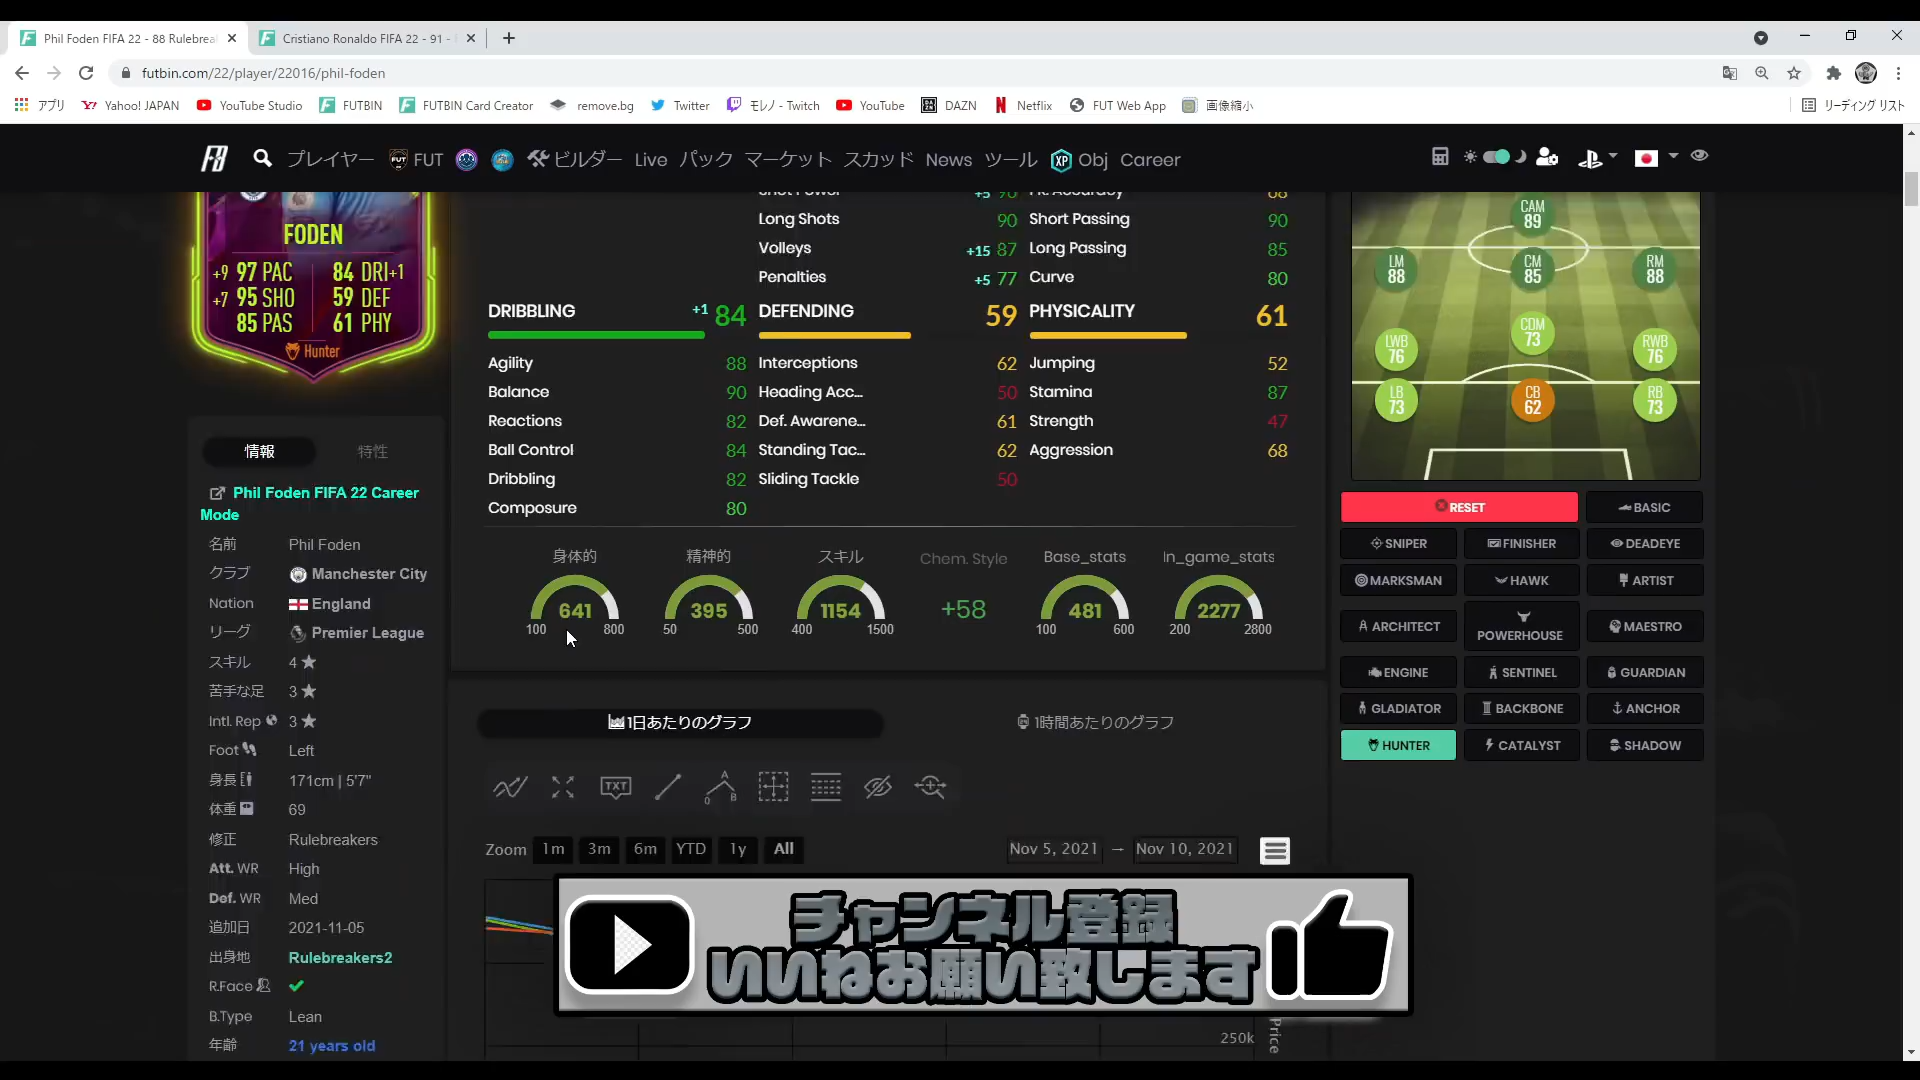 Phil Foden FIFA 22 - 88 Rulebrea
Cristiano Ronaldo FIFA 22 - 91 -
futbin.com/22/player/22016/phil-foden
アプリ Yahoo! JAPAN YouTube Studio FUTBIN FUTBIN Card Creator remove.bg Twitter モレノ - Twitch YouTube DAZN Netflix FUT Web App 画像縮小 リーディング リスト
プレイヤー FUT ビルダー Live パック マーケット スカッド News ツール XP Obj Career
FODEN
+9 97 PAC 84 DRI+1
+7 95 SHO 59 DEF
85 PAS 61 PHY
Hunter
Shot Power +5 90 FK. Accuracy 68
Long Shots 90 Short Passing 90
Volleys +15 87 Long Passing 85
Penalties +5 77 Curve 80
DRIBBLING +1 84 DEFENDING 59 PHYSICALITY 61
Agility 88 Interceptions 62 Jumping 52
Balance 90 Heading Acc... 50 Stamina 87
Reactions 82 Def. Awarene... 61 Strength 47
Ball Control 84 Standing Tac... 62 Aggression 68
Dribbling 82 Sliding Tackle 50
Composure 80
身体的 精神的 スキル Chem. Style Base_stats In_game_stats
641 395 1154 +58 481 2277
100 800 50 500 400 1500 100 600 200 2800
CAM
89
LM
88
CM
85
RM
88
CDM
73
LWB
76
RWB
76
LB
73
CB
62
RB
73
RESET BASIC
SNIPER FINISHER DEADEYE
MARKSMAN HAWK ARTIST
ARCHITECT POWERHOUSE MAESTRO
ENGINE SENTINEL GUARDIAN
GLADIATOR BACKBONE ANCHOR
HUNTER CATALYST SHADOW
情報 特性
Phil Foden FIFA 22 Career
Mode
名前 Phil Foden
クラブ Manchester City
Nation England
リーグ Premier League
スキル 4 ★
苦手な足 3 ★
Intl. Rep 3 ★
Foot Left
身長 171cm | 5'7"
体重 69
修正 Rulebreakers
Att. WR High
Def. WR Med
追加日 2021-11-05
出身地 Rulebreakers2
R.Face
B.Type Lean
年齢 21 years old
1日あたりのグラフ 1時間あたりのグラフ
TXT
Zoom 1m 3m 6m YTD 1y All Nov 5, 2021 → Nov 10, 2021
チャンネル登録
いいねお願い致します
250k
Price